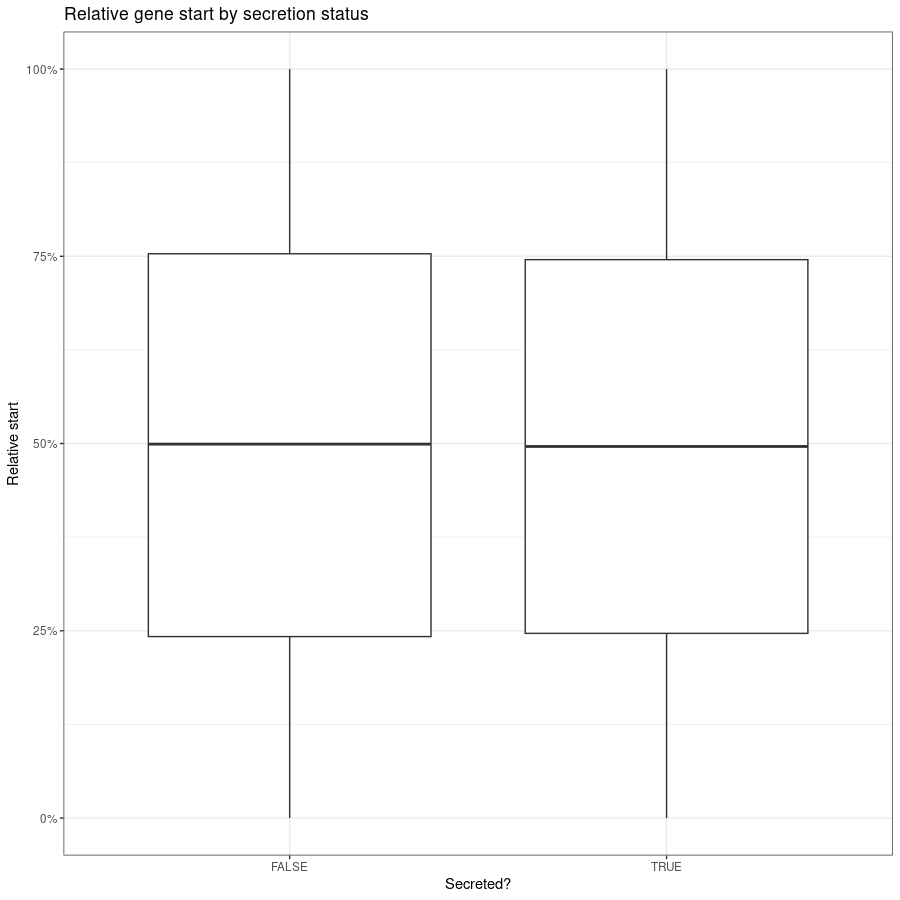 Relative gene start by secretion status
Relative start
100%
75%
50%
25%
0%
FALSE
TRUE
Secreted?